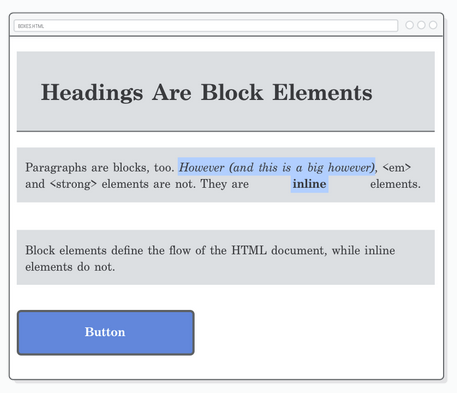 BOXES.HTML
Headings Are Block Elements
Paragraphs are blocks, too. However (and this is a big however), <em>
and <strong> elements are not. They are inline elements.
Block elements define the flow of the HTML document, while inline
elements do not.
Button